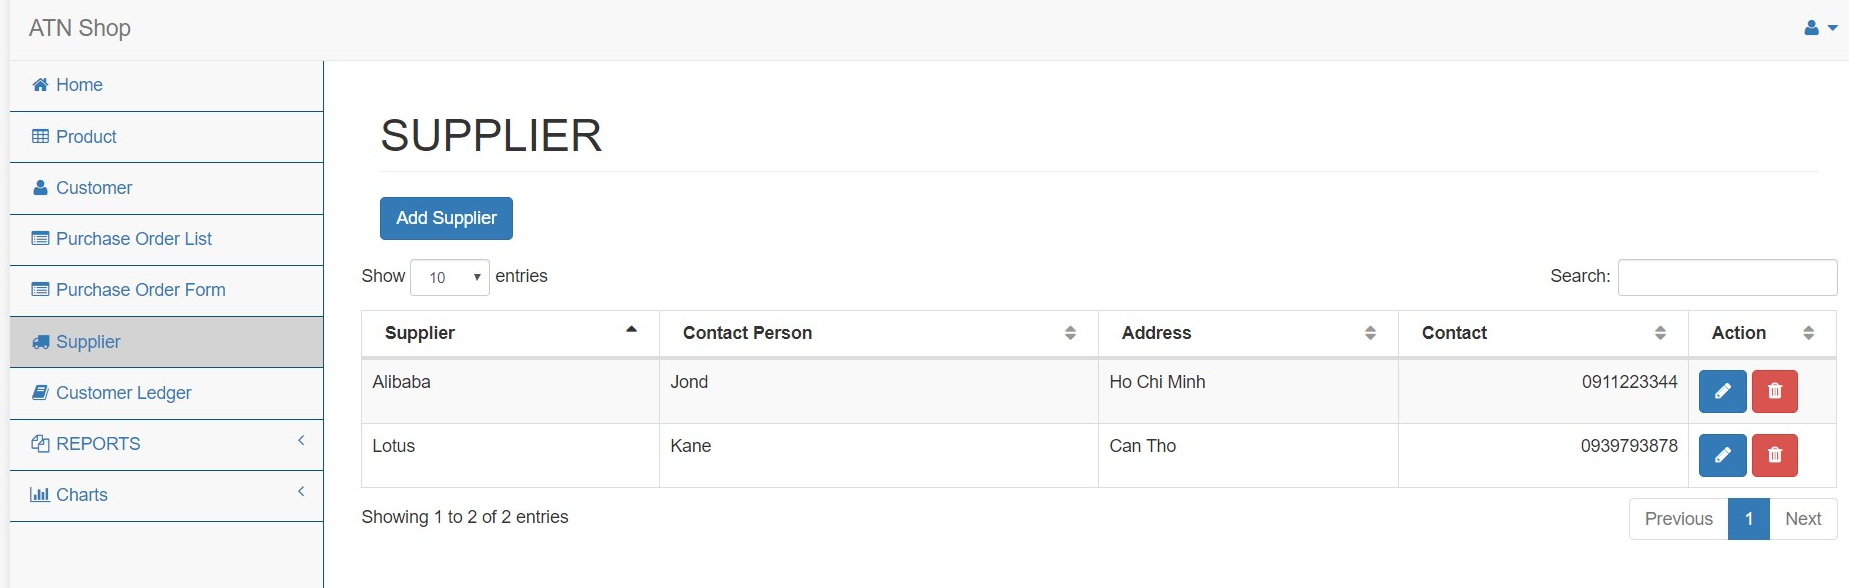 ATN Shop
Home
Product
Customer
Purchase Order List
Purchase Order Form
Supplier
Customer Ledger
REPORTS
Charts
SUPPLIER
Add Supplier
Show 10 entries
Search:
Supplier Contact Person Address Contact Action
Alibaba Jond Ho Chi Minh 0911223344
Lotus Kane Can Tho 0939793878
Showing 1 to 2 of 2 entries
Previous 1 Next